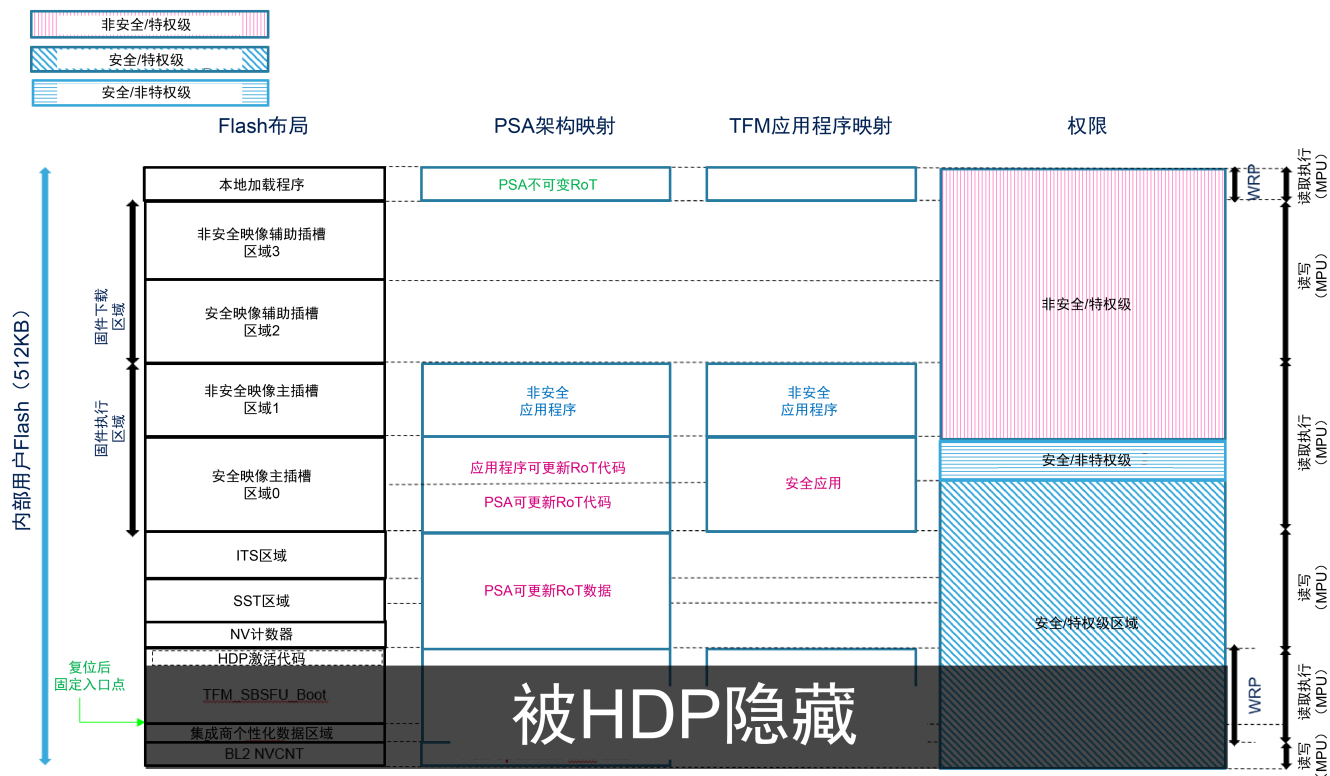 非安全/特权级
安全/特权级
安全/非特权级
Flash布局
PSA架构映射
TFM应用程序映射
权限
内部用户Flash（512KB）
固件下载
区域
固件执行
区域
复位后
固定入口点
本地加载程序
非安全映像辅助插槽
区域3
安全映像辅助插槽
区域2
非安全映像主插槽
区域1
安全映像主插槽
区域0
ITS区域
SST区域
NV计数器
HDP激活代码
TFM_SBSFU_Boot
集成商个性化数据区域
BL2 NVCNT
PSA不可变RoT
非安全
应用程序
应用程序可更新RoT代码
PSA可更新RoT代码
PSA可更新RoT数据
非安全
应用程序
安全应用
非安全/特权级
安全/非特权级
安全/特权级区域
被HDP隐藏
WRP
WRP
读取执行
（MPU）
读写
（MPU）
读取执行
（MPU）
读写
（MPU）
读取执行
（MPU）
读写
（MPU）